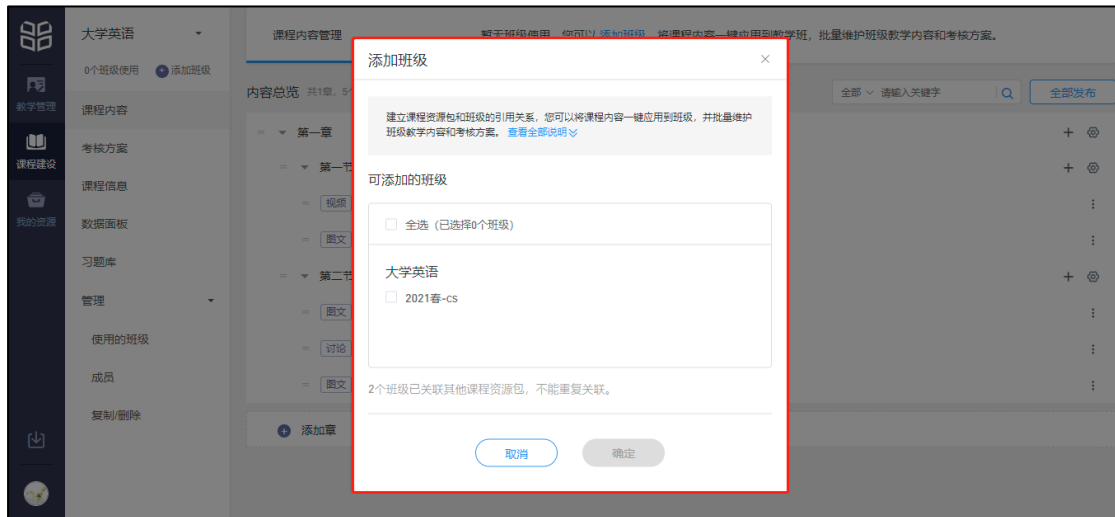 大学英语
0个班级使用 添加班级
教学管理
课程建设
我的资源
课程内容
考核方案
课程信息
数据面板
习题库
管理
使用的班级
成员
复制/删除
课程内容管理
暂无班级使用，您可以 添加班级，将课程内容一键应用到教学班，批量维护班级教学内容和考核方案。
内容总览 共1章，5个
全部 请输入关键字
全部发布
第一章
第一节
视频
图文
第二节
图文
讨论
图文
添加章
添加班级
建立课程资源包和班级的引用关系，您可以将课程内容一键应用到班级，并批量维护
班级教学内容和考核方案。 查看全部说明
可添加的班级
全选（已选择0个班级）
大学英语
2021春-cs
2个班级已关联其他课程资源包，不能重复关联。
取消
确定